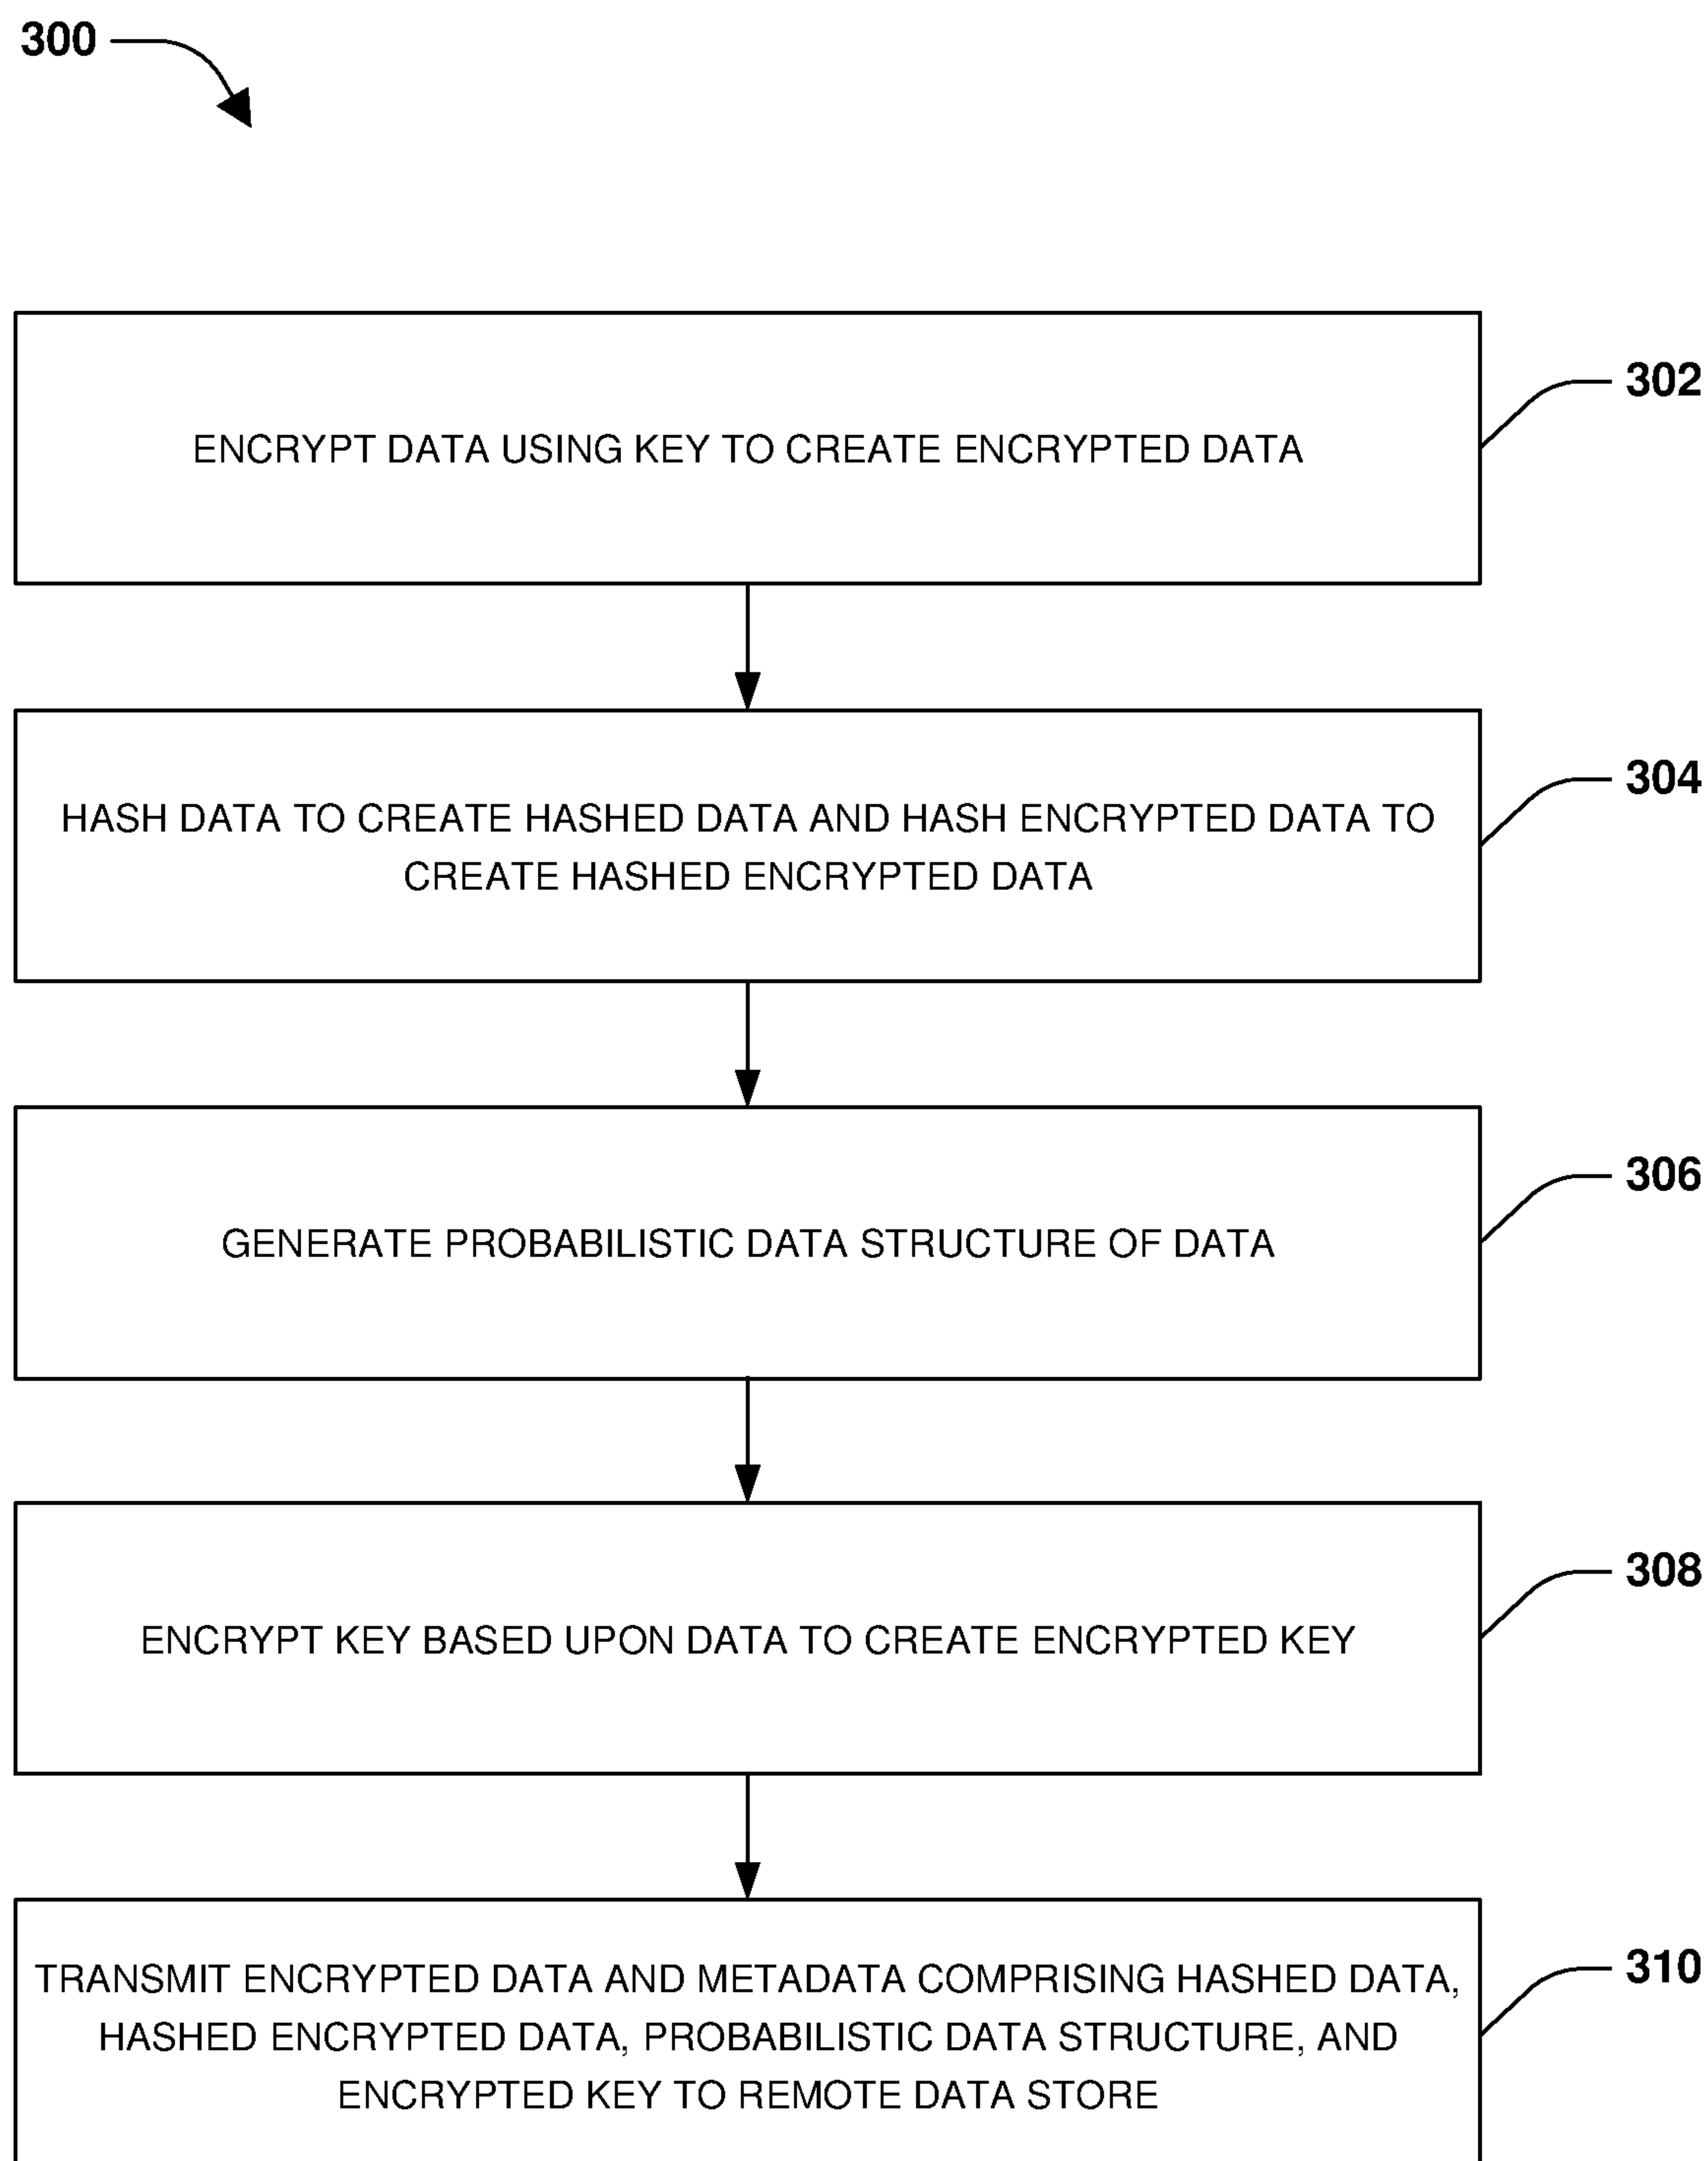 300
302
ENCRYPT DATA USING KEY TO CREATE ENCRYPTED DATA
304
HASH DATA TO CREATE HASHED DATA AND HASH ENCRYPTED DATA TO
CREATE HASHED ENCRYPTED DATA
306
GENERATE PROBABILISTIC DATA STRUCTURE OF DATA
308
ENCRYPT KEY BASED UPON DATA TO CREATE ENCRYPTED KEY
310
TRANSMIT ENCRYPTED DATA AND METADATA COMPRISING HASHED DATA,
HASHED ENCRYPTED DATA, PROBABILISTIC DATA STRUCTURE, AND
ENCRYPTED KEY TO REMOTE DATA STORE